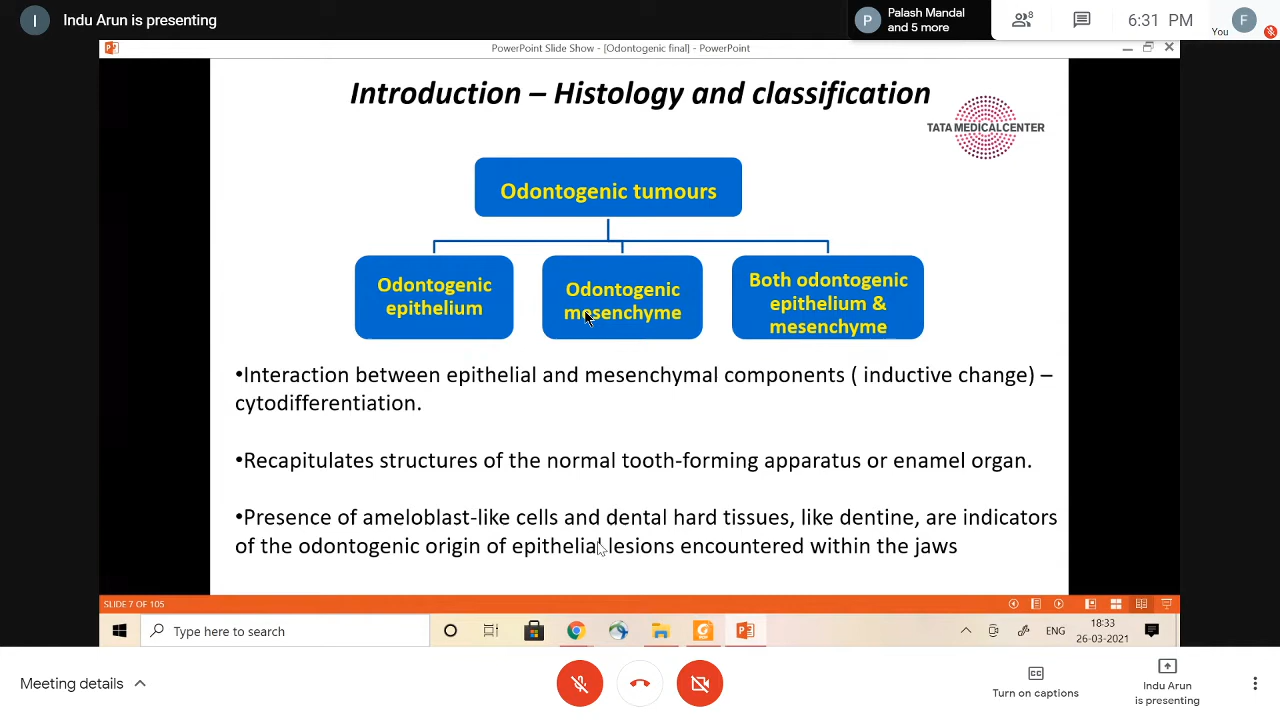 I
Indu Arun is presenting
P
Palash Mandal
and 5 more
8
6:31 PM
F
You
PowerPoint Slide Show - [Odontogenic final] - PowerPoint
Introduction – Histology and classification
TATA MEDICAL CENTER
Odontogenic tumours
Odontogenic
epithelium
Odontogenic
mesenchyme
Both odontogenic
epithelium &
mesenchyme
•Interaction between epithelial and mesenchymal components ( inductive change) –
cytodifferentiation.
•Recapitulates structures of the normal tooth-forming apparatus or enamel organ.
•Presence of ameloblast-like cells and dental hard tissues, like dentine, are indicators
of the odontogenic origin of epithelial lesions encountered within the jaws
SLIDE 7 OF 105
Type here to search
ENG
18:33
26-03-2021
Meeting details
CC
Turn on captions
Indu Arun
is presenting